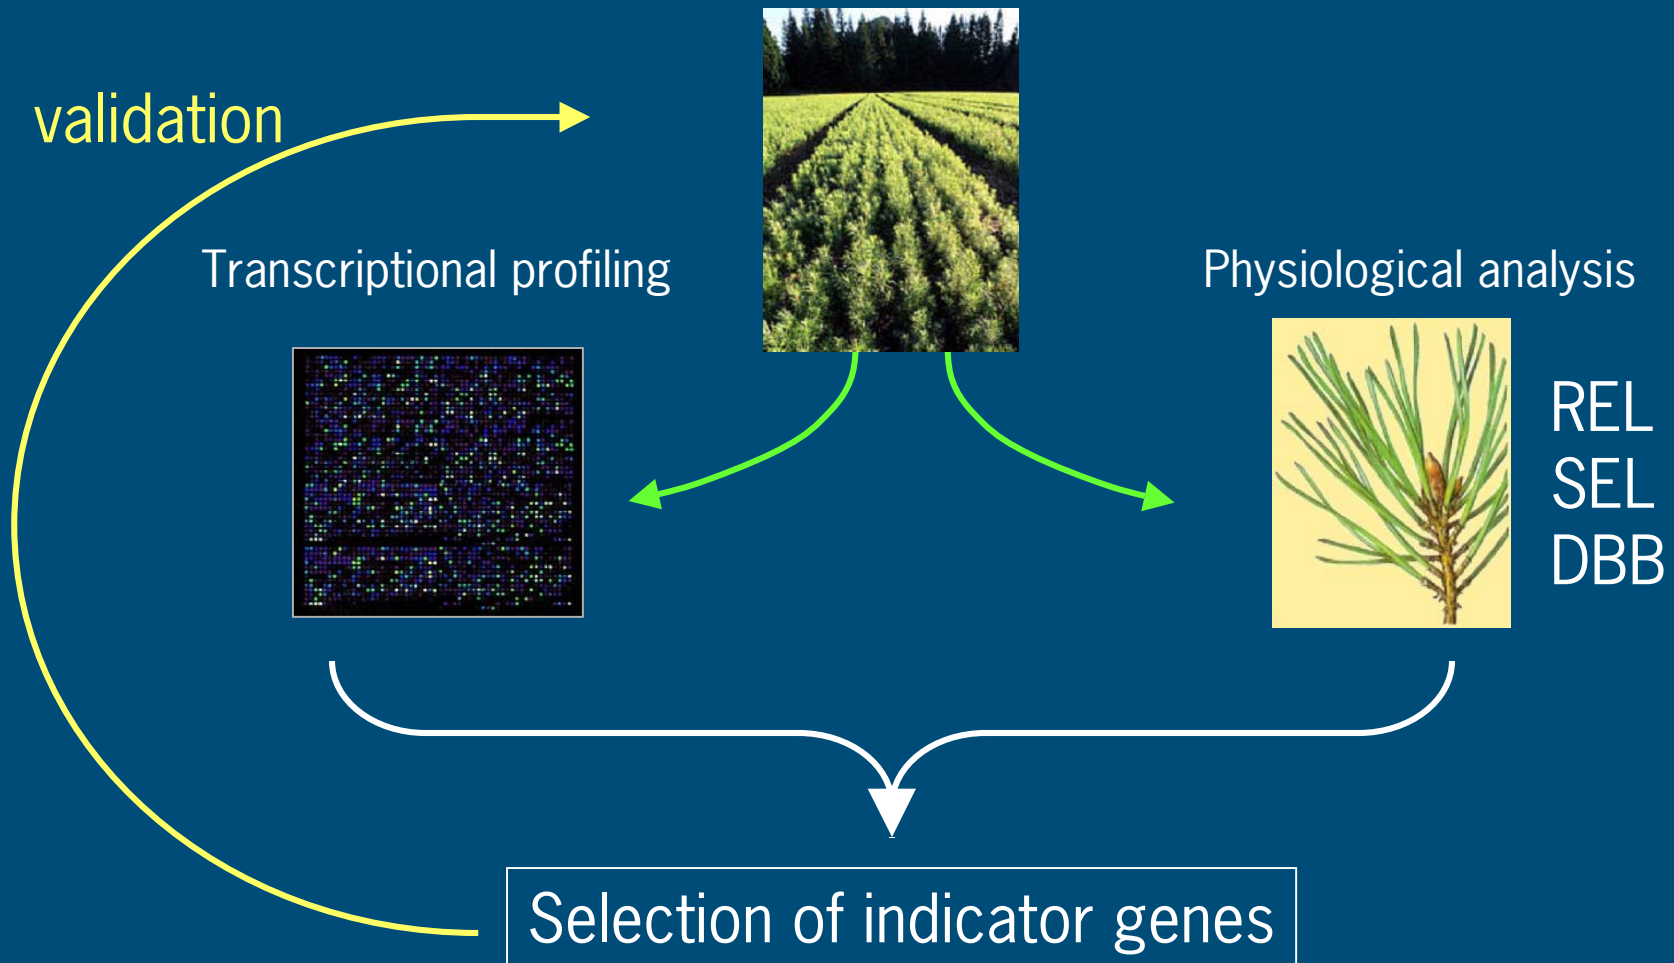 validation
Transcriptional profiling
Physiological analysis
REL
SEL
DBB
Selection of indicator genes